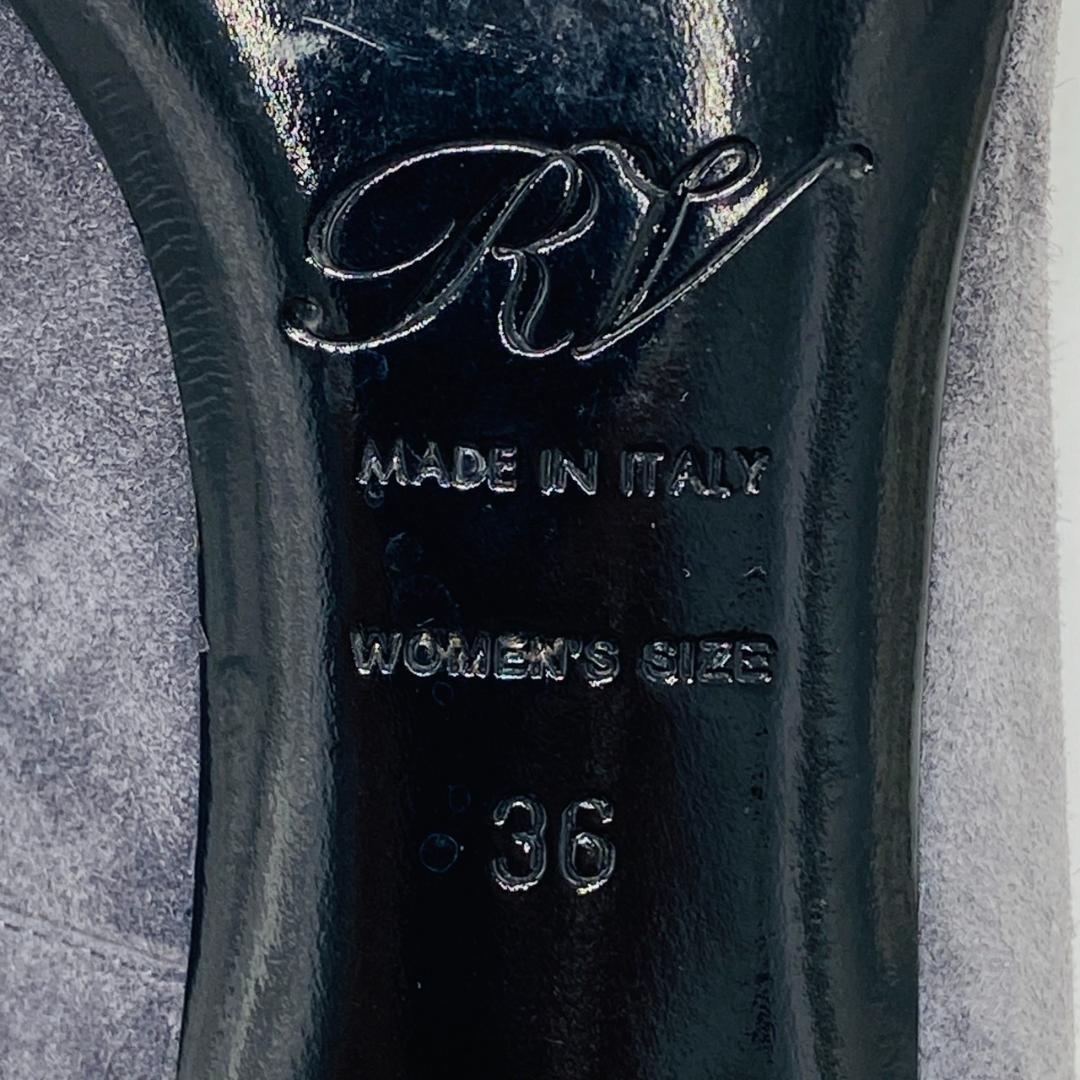 RV
MADE IN ITALY
WOMEN'S SIZE
36